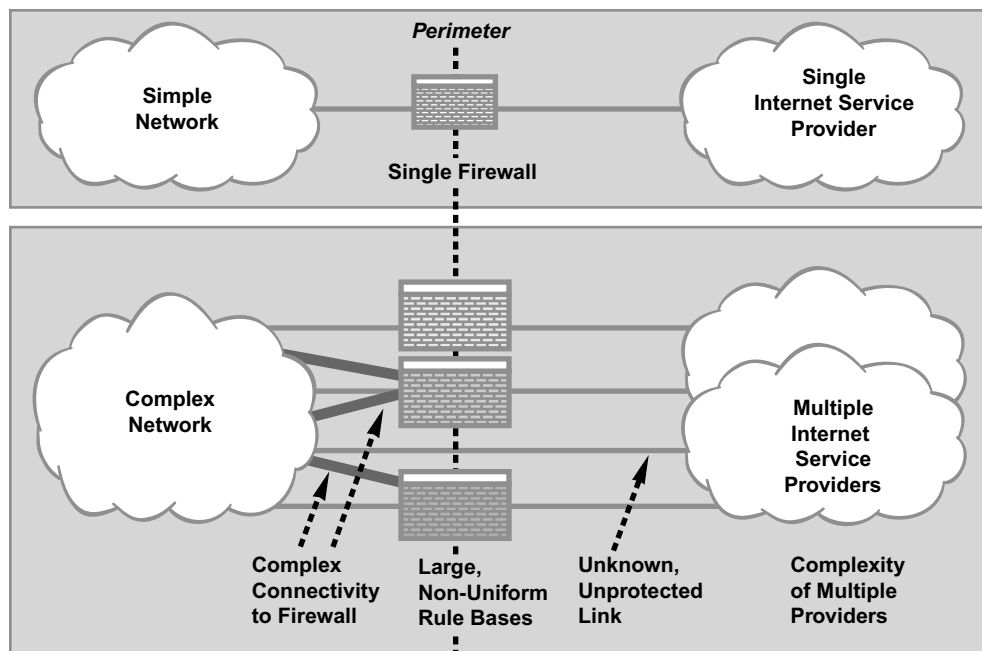 Perimeter
Simple
Network
Single
Internet Service
Provider
Single Firewall
Complex
Network
Multiple
Internet
Service
Providers
Complex
Connectivity
to Firewall
Large,
Non-Uniform
Rule Bases
Unknown,
Unprotected
Link
Complexity
of Multiple
Providers